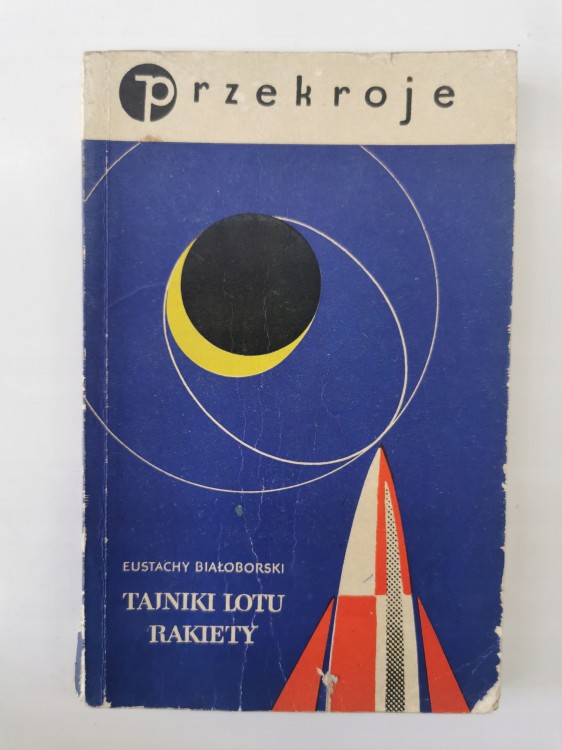 przekroje
EUSTACHY BIAŁOBORSKI
TAJNIKI LOTU
RAKIETY